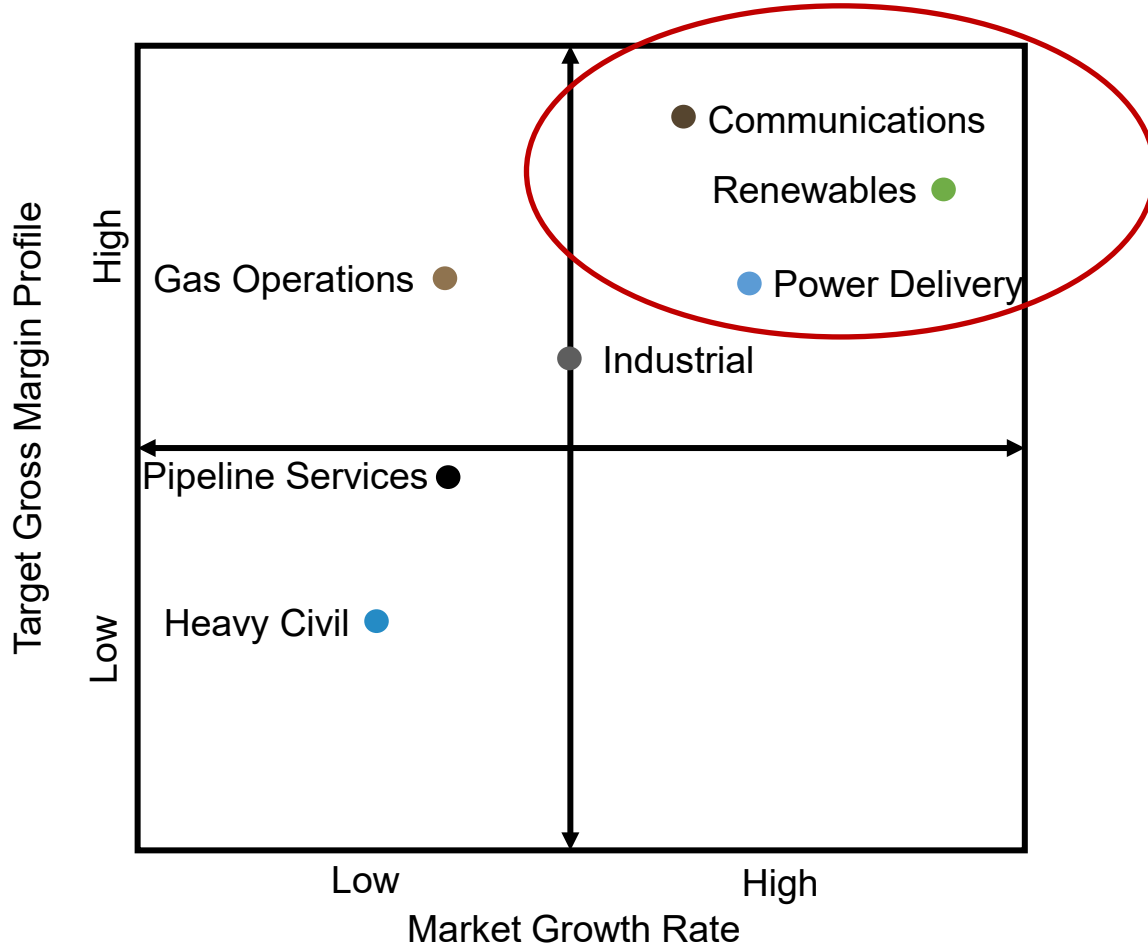 Communications
Renewables
Gas Operations
Power Delivery
Industrial
Pipeline Services
Heavy Civil
Target Gross Margin Profile
High
Low
Low
High
Market Growth Rate